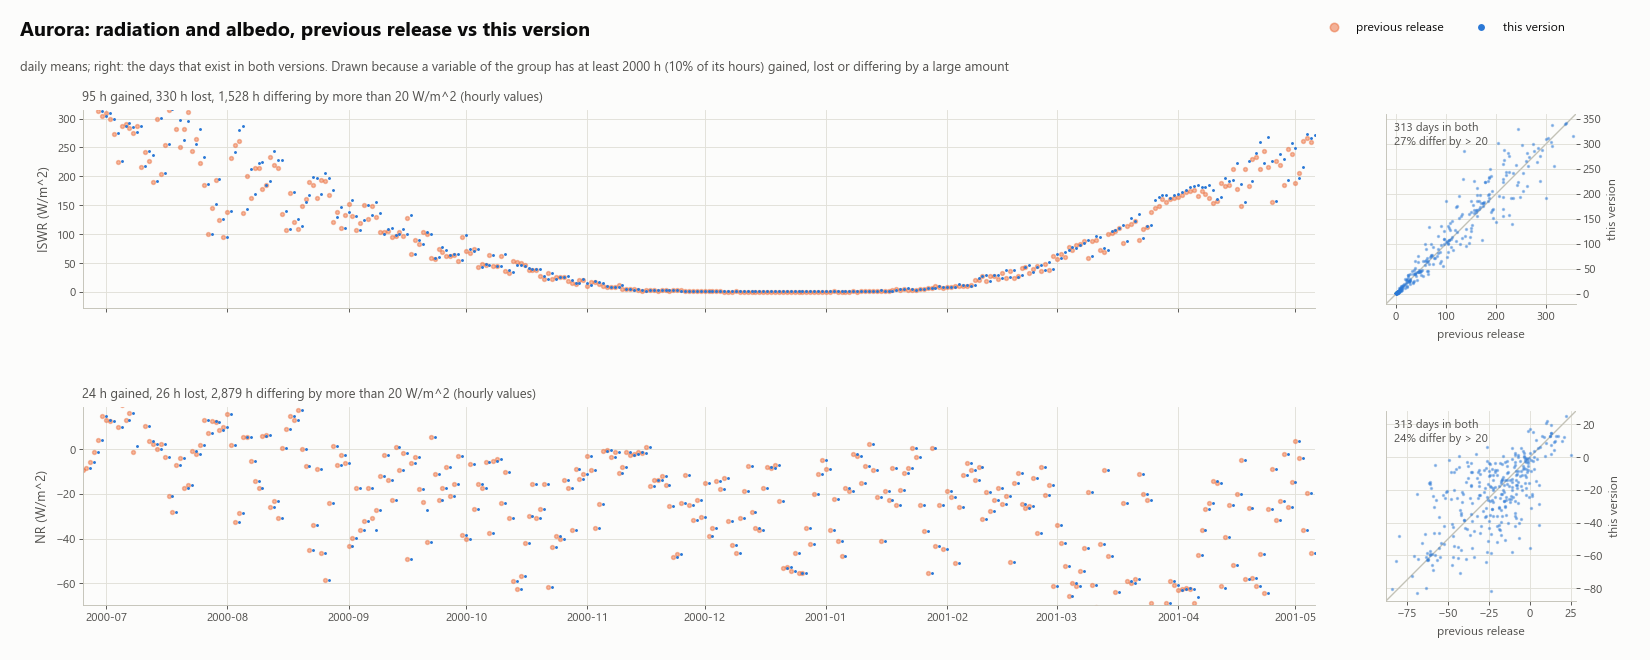 Aurora: radiation and albedo, previous release vs this version
previous release
this version
daily means; right: the days that exist in both versions. Drawn because a variable of the group has at least 2000 h (10% of its hours) gained, lost or differing by a large amount
95 h gained, 330 h lost, 1,528 h differing by more than 20 W/m^2 (hourly values)
ISWR (W/m^2)
300
250
200
150
100
50
0
313 days in both
27% differ by > 20
350
300
250
200
150
100
50
0
this version
0 100 200 300
previous release
24 h gained, 26 h lost, 2,879 h differing by more than 20 W/m^2 (hourly values)
NR (W/m^2)
0
−20
−40
−60
2000-07 2000-08 2000-09 2000-10 2000-11 2000-12 2001-01 2001-02 2001-03 2001-04 2001-05
313 days in both
24% differ by > 20
20
0
−20
−40
−60
−80
this version
−75 −50 −25 0 25
previous release